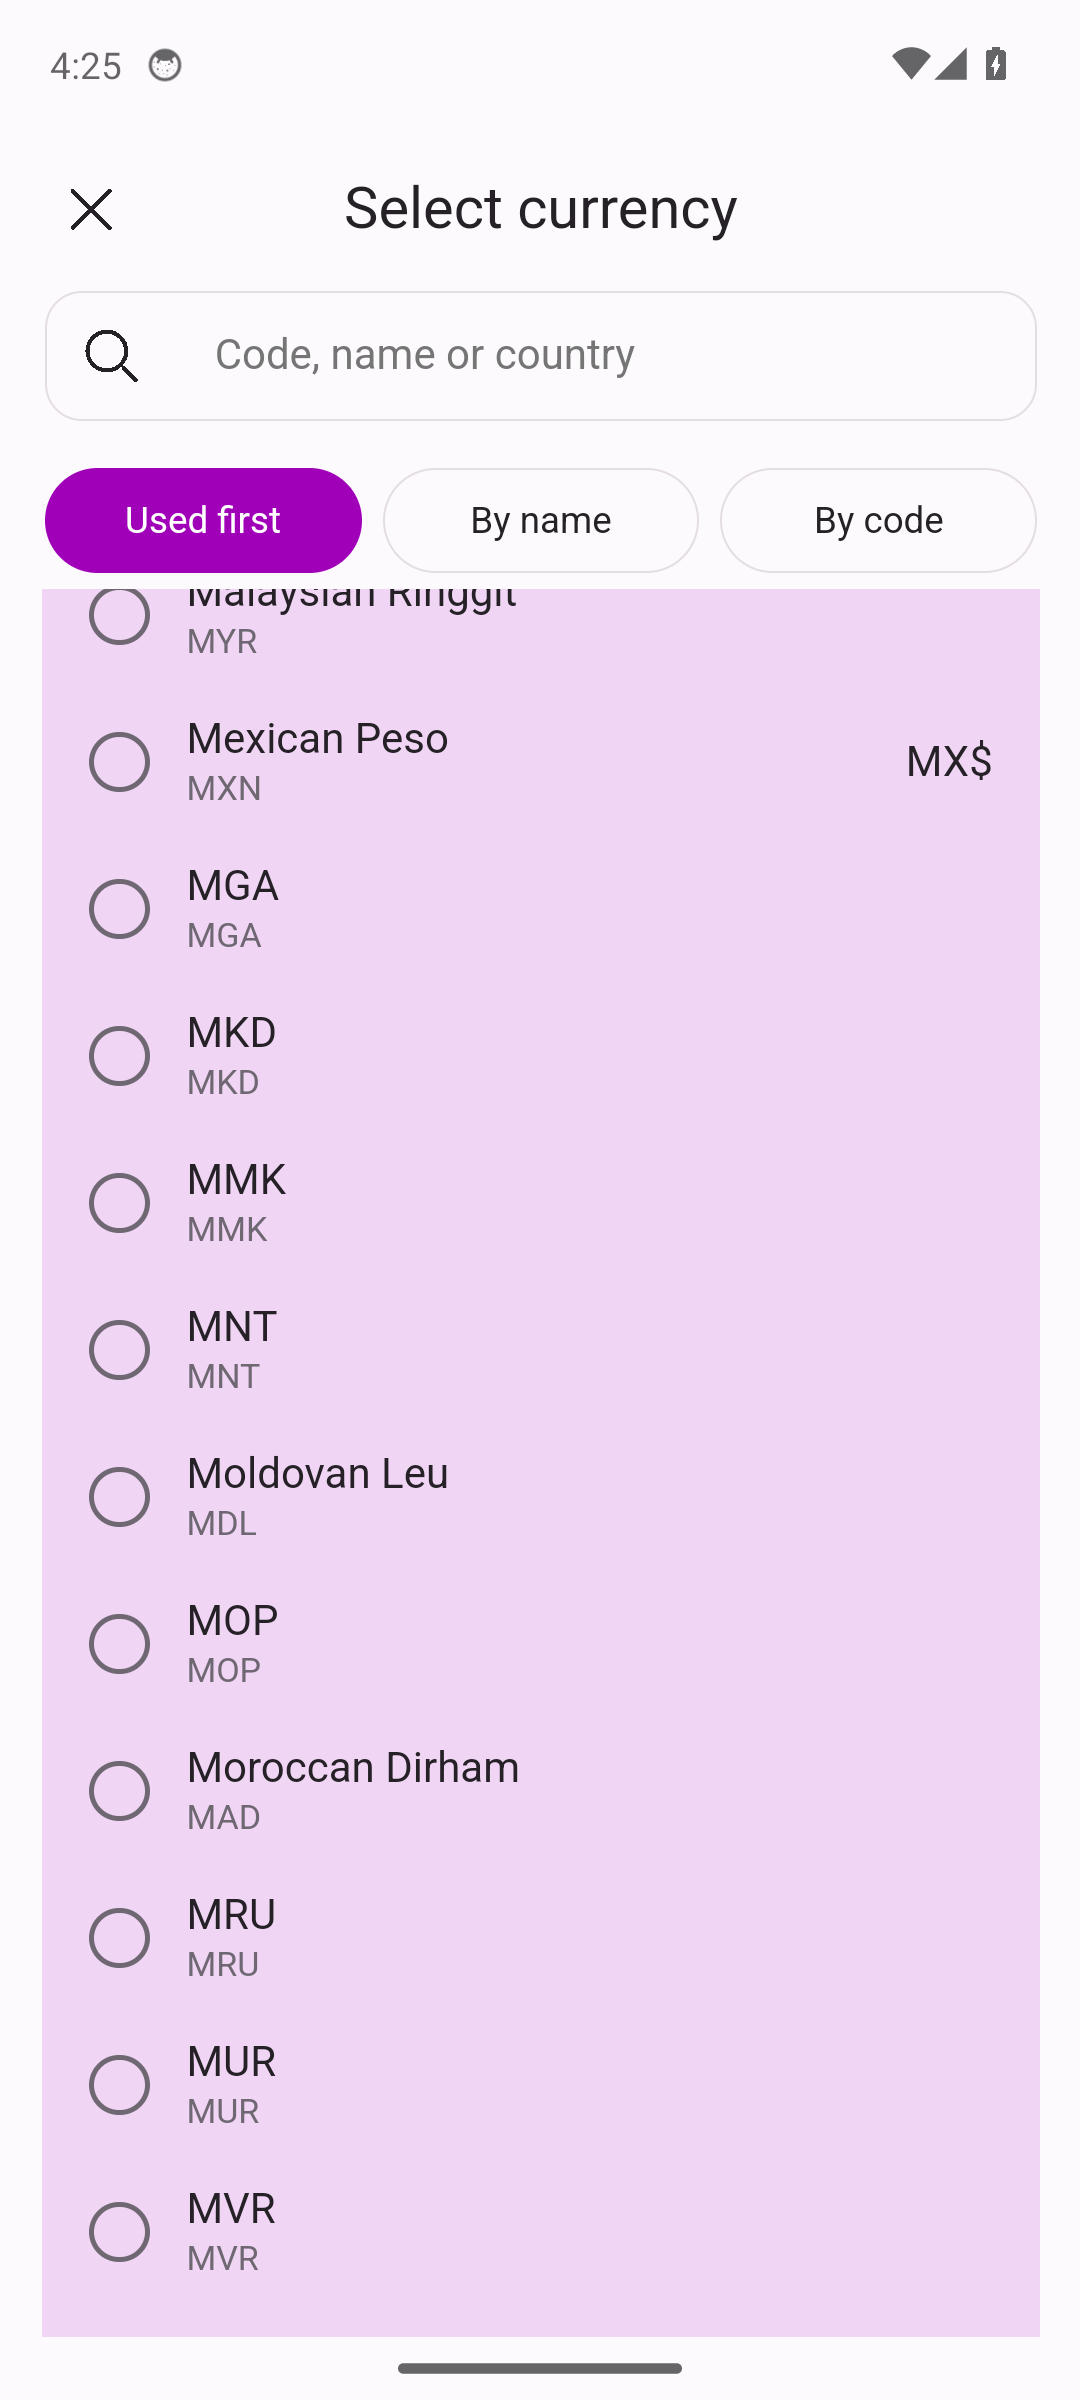 4:25
Select currency
Code, name or country
Used first
By name
By code
Malaysian Ringgit
MYR
Mexican Peso
MXN
MX$
MGA
MGA
MKD
MKD
MMK
MMK
MNT
MNT
Moldovan Leu
MDL
MOP
MOP
Moroccan Dirham
MAD
MRU
MRU
MUR
MUR
MVR
MVR